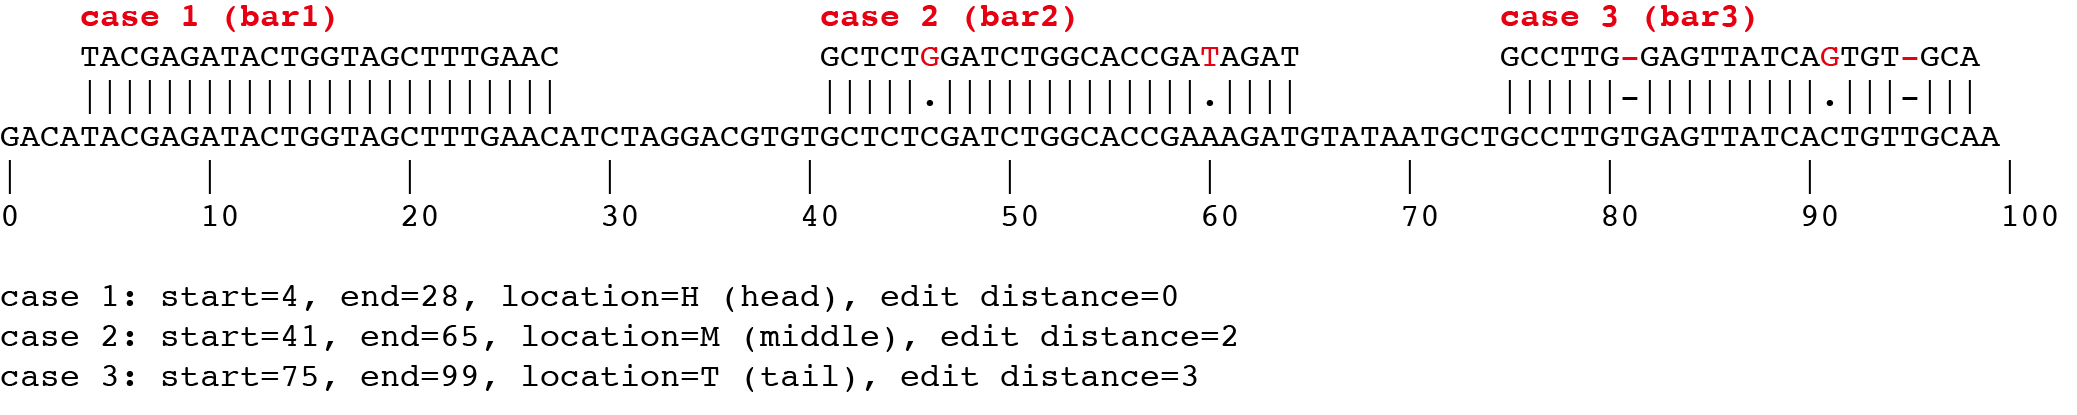 case 1 (bar1) case 2 (bar2) case 3 (bar3)
TACGAGATACTGGTAGCTTTGAAC GCTCTGGATCTGGCACCGATAGAT GCCTTG-GAGTTATCAGTGT-GCA
|||||||||||||||||||||||| |||||.|||||||||||||.|||| ||||||-|||||||||.|||-|||
GACATACGAGATACTGGTAGCTTTGAACATCTAGGACGTGTGCTCTCGATCTGGCACCGAAAGATGTATAATGCTGCCTTGTGAGTTATCACTGTTGCAA
| | | | | | | | | | |
0 10 20 30 40 50 60 70 80 90 100
case 1: start=4, end=28, location=H (head), edit distance=0
case 2: start=41, end=65, location=M (middle), edit distance=2
case 3: start=75, end=99, location=T (tail), edit distance=3